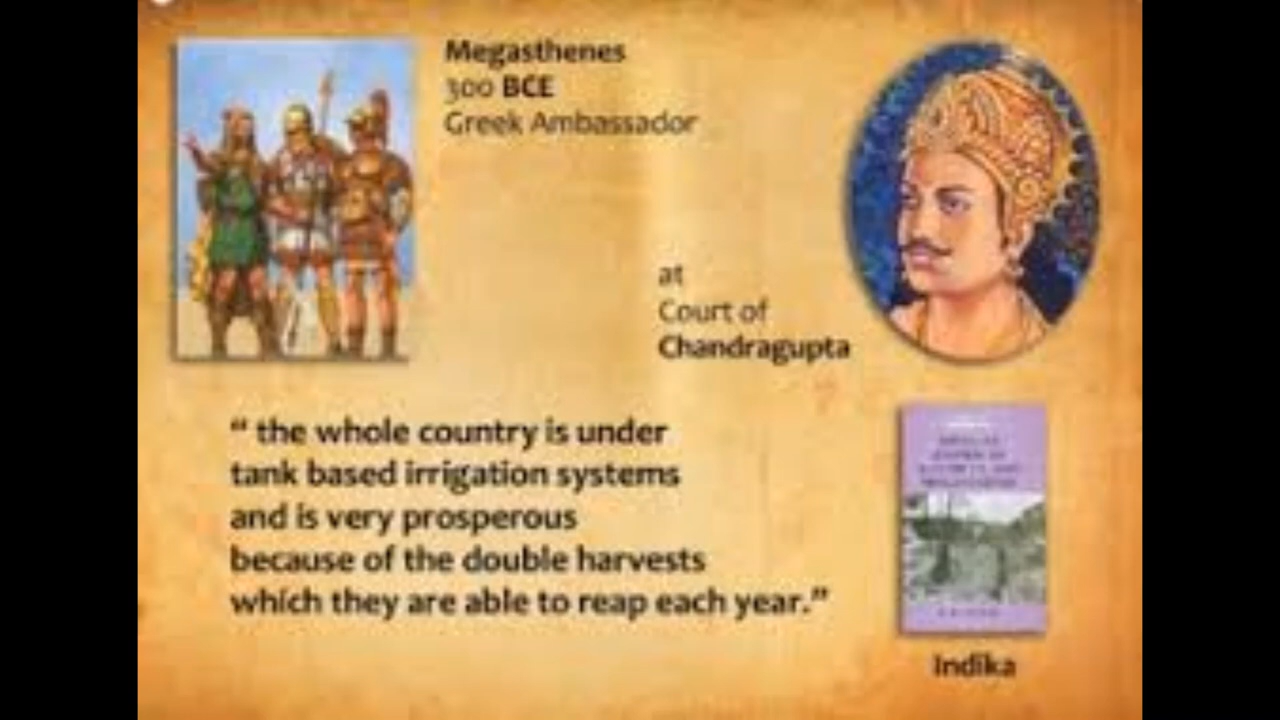 Megasthenes
300 BCE
Greek Ambassador
at
Court of
Chandragupta
“ the whole country is under
tank based irrigation systems
and is very prosperous
because of the double harvests
which they are able to reap each year.”
Indika